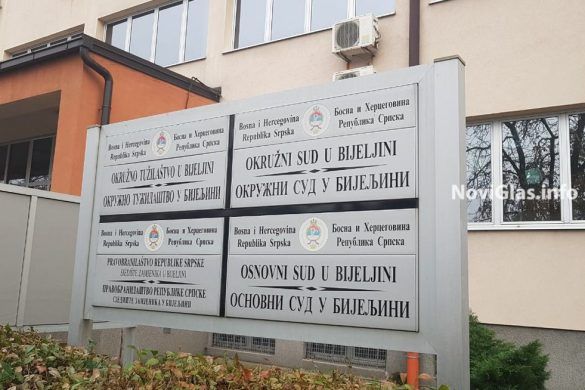 Bosna i Hercegovina Босна и Херцеговина
Republika Srpska Република Српска
OKRUŽNO TUŽILAŠTVO U BIJELJINI
ОКРУЖНО ТУЖИЛАШТВО У БИЈЕЉИНИ
Bosna i Hercegovina Босна и Херцеговина
Republika Srpska Република Српска
OKRUŽNI SUD U BIJELJINI
ОКРУЖНИ СУД У БИЈЕЉИНИ
Bosna i Hercegovina Босна и Херцеговина
Republika Srpska Република Српска
PRAVOBRANILAŠTVO REPUBLIKE SRPSKE
SJEDIŠTE ZAMJENIKA U BIJELJINI
ПРАВОБРАНИЛАШТВО РЕПУБЛИКЕ СРПСКЕ
СЈЕДИШТЕ ЗАМЈЕНИКА У БИЈЕЉИНИ
Bosna i Hercegovina Босна и Херцеговина
Republika Srpska Република Српска
OSNOVNI SUD U BIJELJINI
ОСНОВНИ СУД У БИЈЕЉИНИ
NoviGlas.info